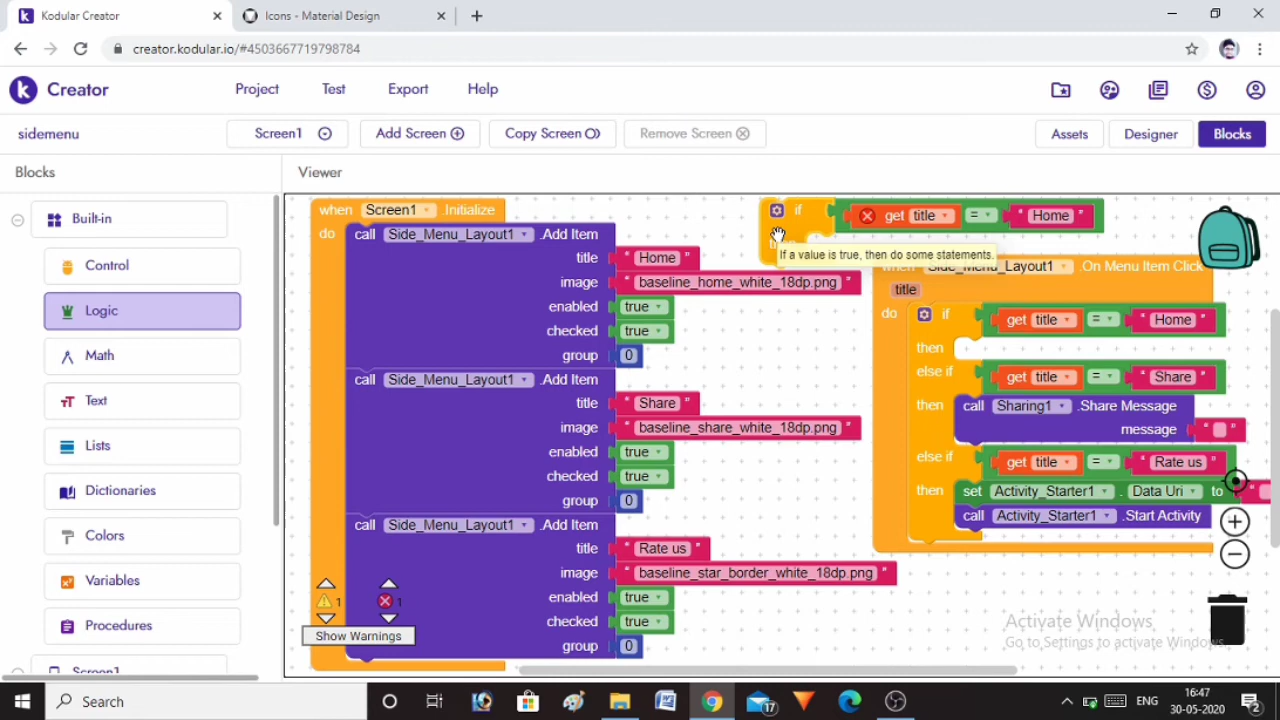 Kodular Creator
Icons - Material Design
creator.kodular.io/#4503667719798784
Creator
Project
Test
Export
Help
sidemenu
Screen1
Add Screen
Copy Screen
Remove Screen
Assets
Designer
Blocks
Blocks
Viewer
Built-in
Control
Logic
Math
Text
Lists
Dictionaries
Colors
Variables
Procedures
Screen1
when Screen1 .Initialize
do call Side_Menu_Layout1 .Add Item
title " Home "
image " baseline_home_white_18dp.png "
enabled true
checked true
group 0
call Side_Menu_Layout1 .Add Item
title " Share "
image " baseline_share_white_18dp.png "
enabled true
checked true
group 0
call Side_Menu_Layout1 .Add Item
title " Rate us "
image " baseline_star_border_white_18dp.png "
enabled true
checked true
group 0
1
1
Show Warnings
if get title = " Home "
If a value is true, then do some statements.
when Side_Menu_Layout1 .On Menu Item Click
title
do if get title = " Home "
then
else if get title = " Share "
then call Sharing1 .Share Message
message " "
else if get title = " Rate us "
then set Activity_Starter1 . Data Uri to "
call Activity_Starter1 .Start Activity
Activate Windows
Go to Settings to activate Windows.
Search
17
ENG
16:47
30-05-2020
2